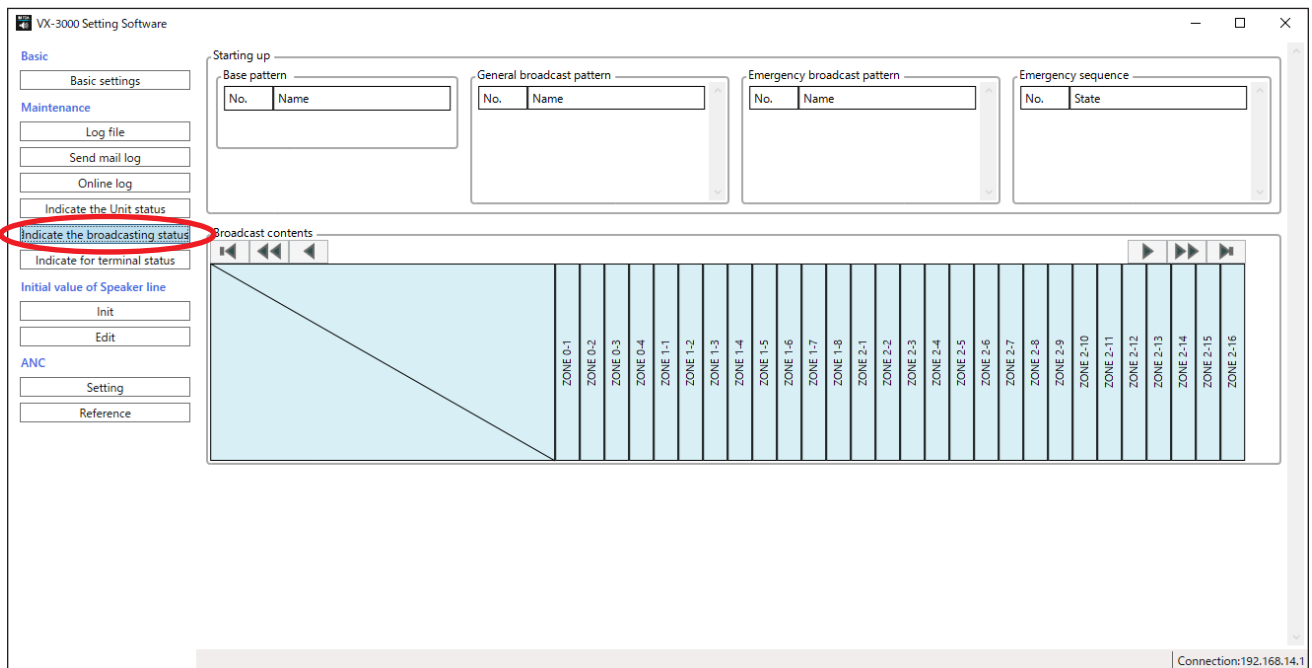 VX-3000 Setting Software
Basic
Basic settings
Maintenance
Log file
Send mail log
Online log
Indicate the Unit status
Indicate the broadcasting status
Indicate for terminal status
Initial value of Speaker line
Init
Edit
ANC
Setting
Reference
Starting up
Base pattern
No. Name
General broadcast pattern
No. Name
Emergency broadcast pattern
No. Name
Emergency sequence
No. State
Broadcast contents
ZONE 0-1
ZONE 0-2
ZONE 0-3
ZONE 0-4
ZONE 1-1
ZONE 1-2
ZONE 1-3
ZONE 1-4
ZONE 1-5
ZONE 1-6
ZONE 1-7
ZONE 1-8
ZONE 2-1
ZONE 2-2
ZONE 2-3
ZONE 2-4
ZONE 2-5
ZONE 2-6
ZONE 2-7
ZONE 2-8
ZONE 2-9
ZONE 2-10
ZONE 2-11
ZONE 2-12
ZONE 2-13
ZONE 2-14
ZONE 2-15
ZONE 2-16
Connection:192.168.14.1